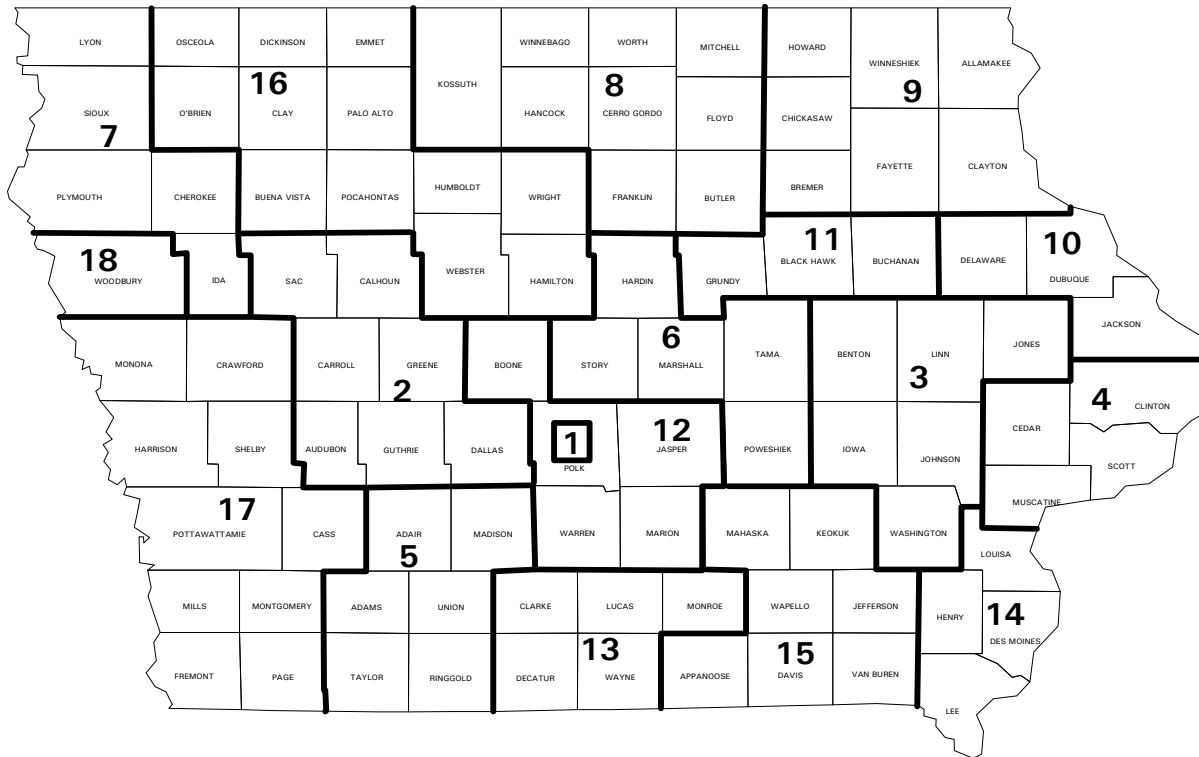 LYON OSCEOLA DICKINSON EMMET WINNEBAGO WORTH MITCHELL HOWARD
WINNESHIEK ALLAMAKEE
16 KOSSUTH 8 9
SIOUX O'BRIEN CLAY PALO ALTO HANCOCK CERRO GORDO FLOYD CHICKASAW
7
FAYETTE CLAYTON
PLYMOUTH CHEROKEE BUENA VISTA POCAHONTAS HUMBOLDT WRIGHT FRANKLIN BUTLER BREMER
18 11 10
WOODBURY IDA SAC CALHOUN WEBSTER HAMILTON HARDIN GRUNDY BLACK HAWK BUCHANAN DELAWARE DUBUQUE
JACKSON
6
MONONA CRAWFORD CARROLL GREENE BOONE STORY MARSHALL TAMA BENTON LINN JONES
2 3 4
CLINTON
1 12
HARRISON SHELBY AUDUBON GUTHRIE DALLAS POLK JASPER POWESHIEK IOWA JOHNSON CEDAR SCOTT
17 MUSCATINE
POTTAWATTAMIE CASS ADAIR MADISON WARREN MARION MAHASKA KEOKUK WASHINGTON
5 LOUISA
MILLS MONTGOMERY ADAMS UNION CLARKE LUCAS MONROE WAPELLO JEFFERSON HENRY 14
DES MOINES
13 15
FREMONT PAGE TAYLOR RINGGOLD DECATUR WAYNE APPANOOSE DAVIS VAN BUREN
LEE